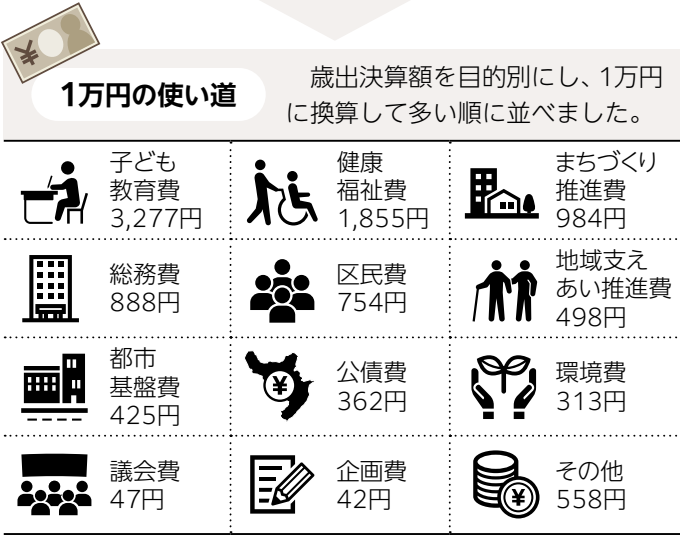 ¥
1万円の使い道
歳出決算額を目的別にし、1万円
に換算して多い順に並べました。
子ども
教育費
3,277円
健康
福祉費
1,855円
まちづくり
推進費
984円
総務費
888円
区民費
754円
地域支え
あい推進費
498円
都市
基盤費
425円
¥
公債費
362円
環境費
313円
議会費
47円
企画費
42円
¥
その他
558円